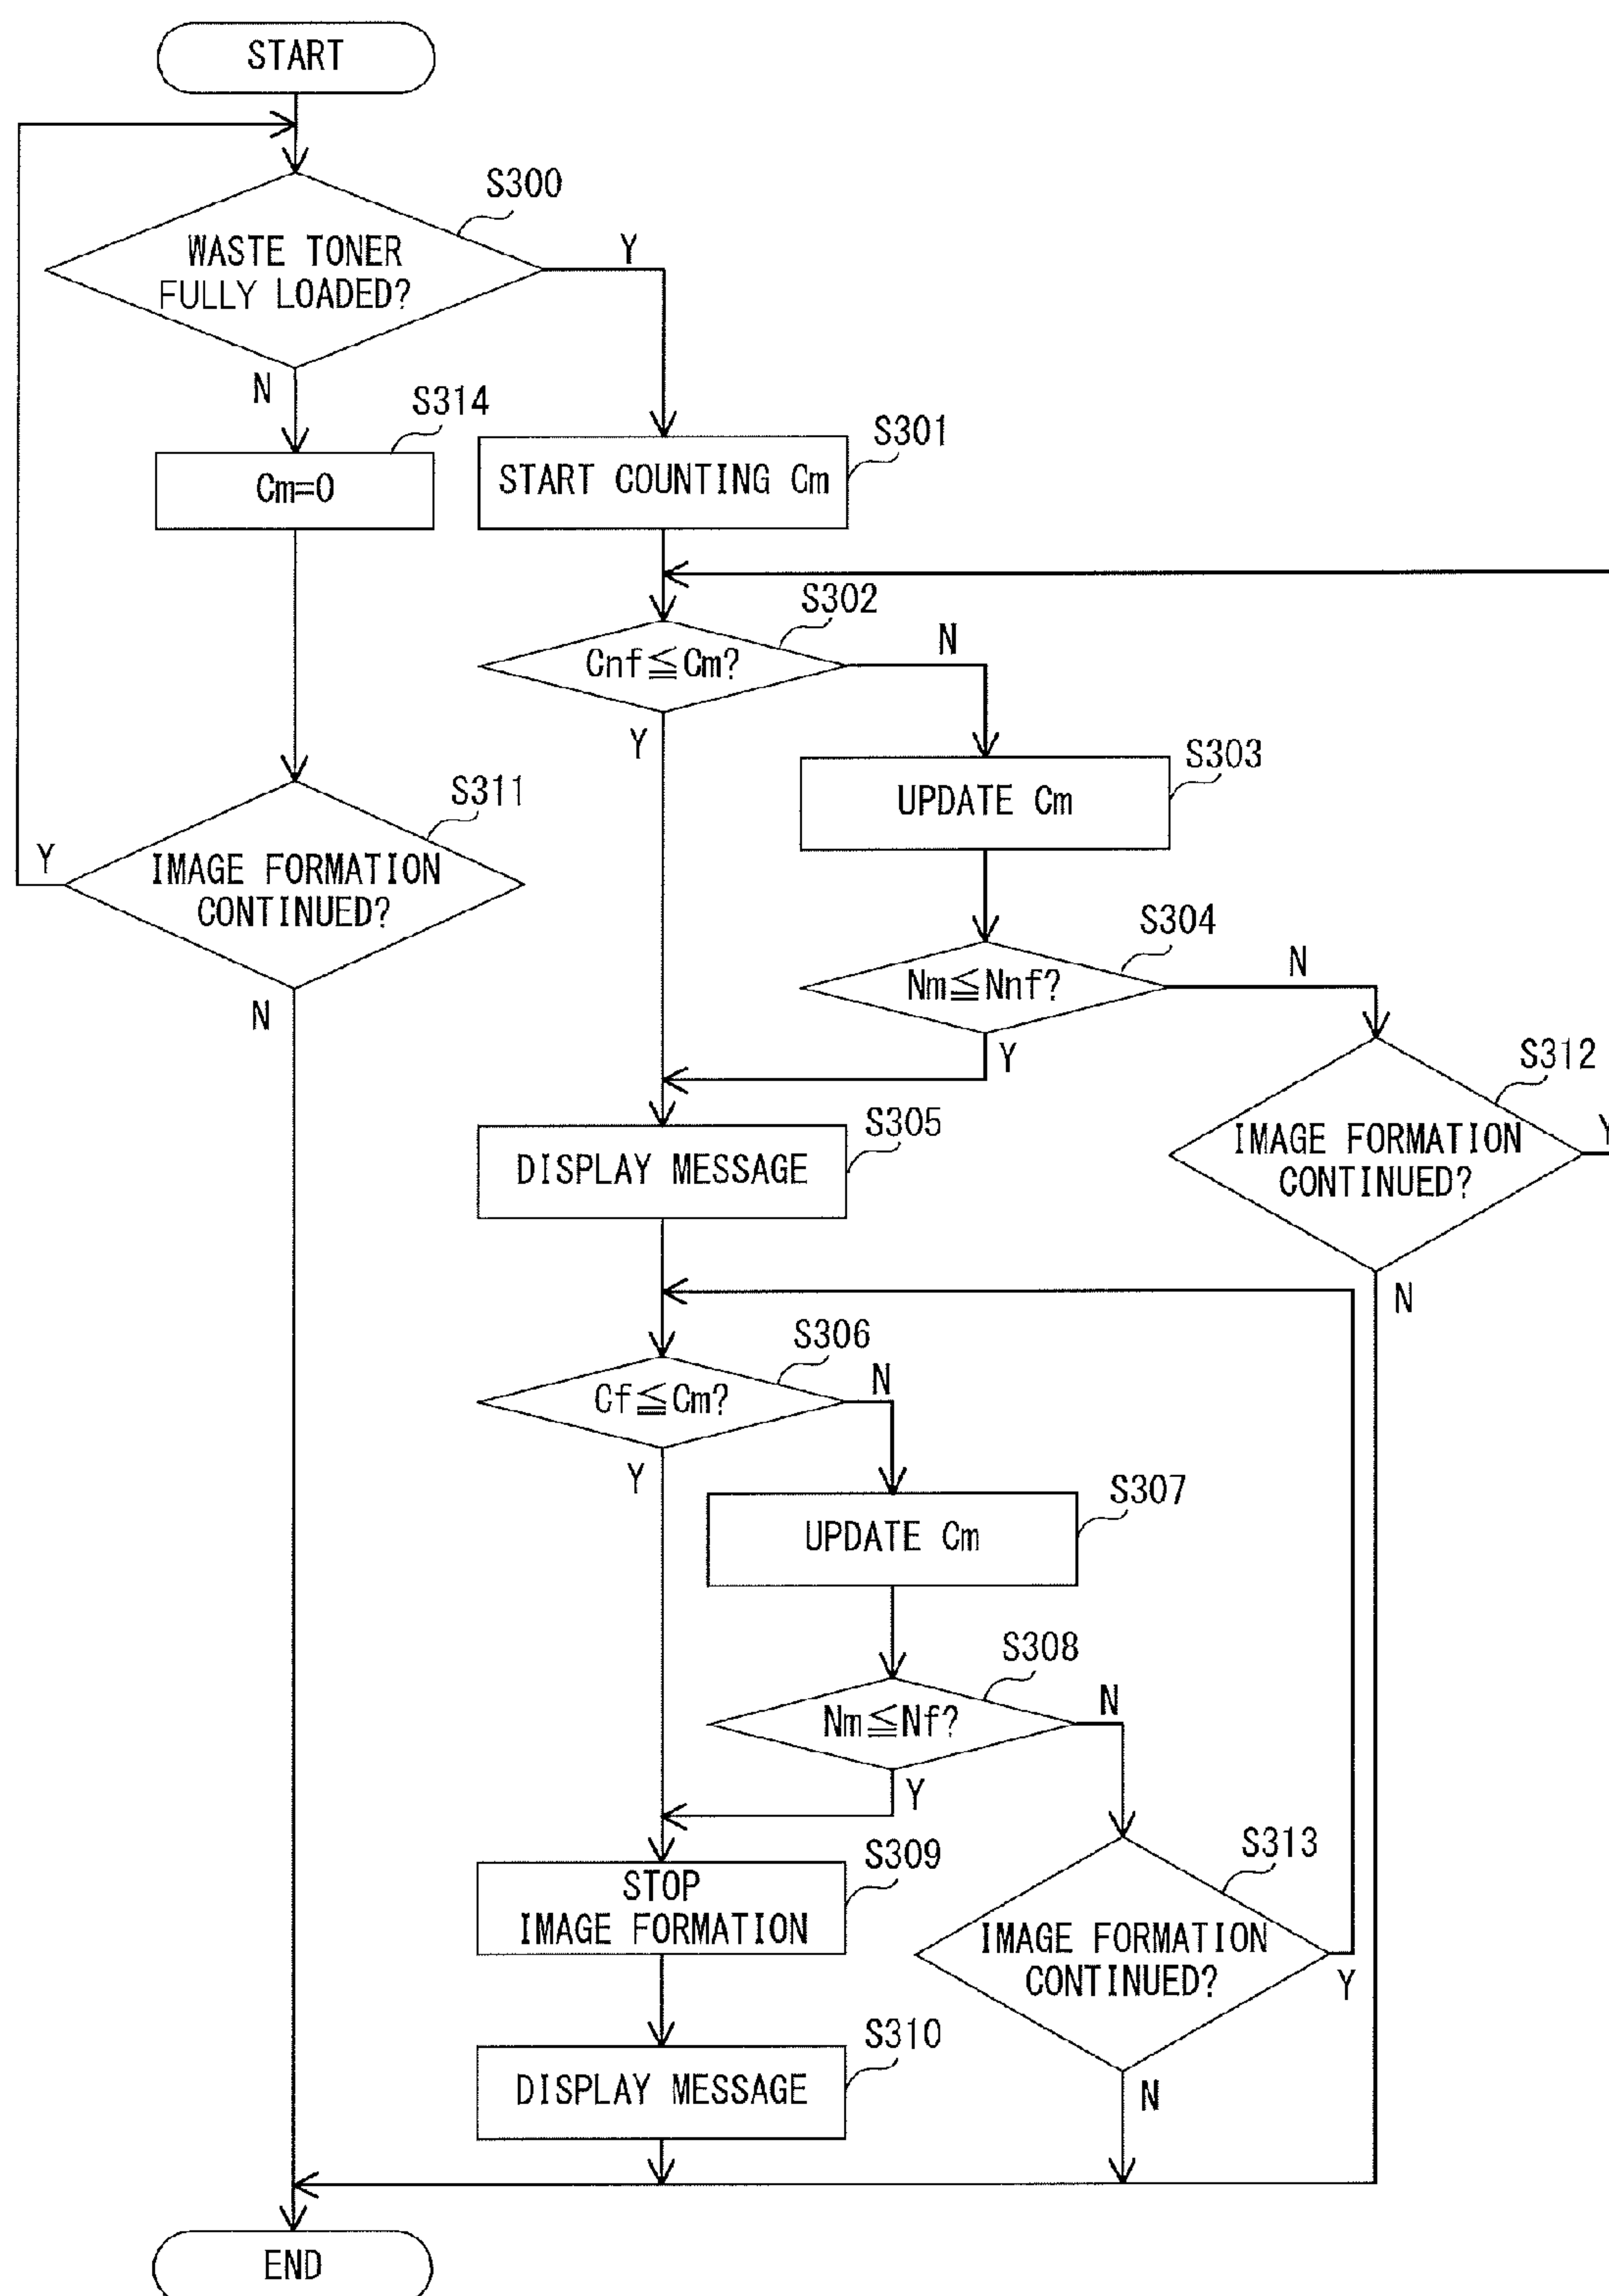 START
S300
WASTE TONER
FULLY LOADED?
Y
N
S314
Cm=0
S301
START COUNTING Cm
S302
Cnf≦Cm?
N
Y
S303
UPDATE Cm
S311
IMAGE FORMATION
CONTINUED?
Y
N
S304
Nm≦Nnf?
N
Y
S312
IMAGE FORMATION
CONTINUED?
Y
N
S305
DISPLAY MESSAGE
S306
Cf≦Cm?
N
Y
S307
UPDATE Cm
S308
Nm≦Nf?
N
Y
S309
STOP
IMAGE FORMATION
S313
IMAGE FORMATION
CONTINUED?
Y
N
S310
DISPLAY MESSAGE
END